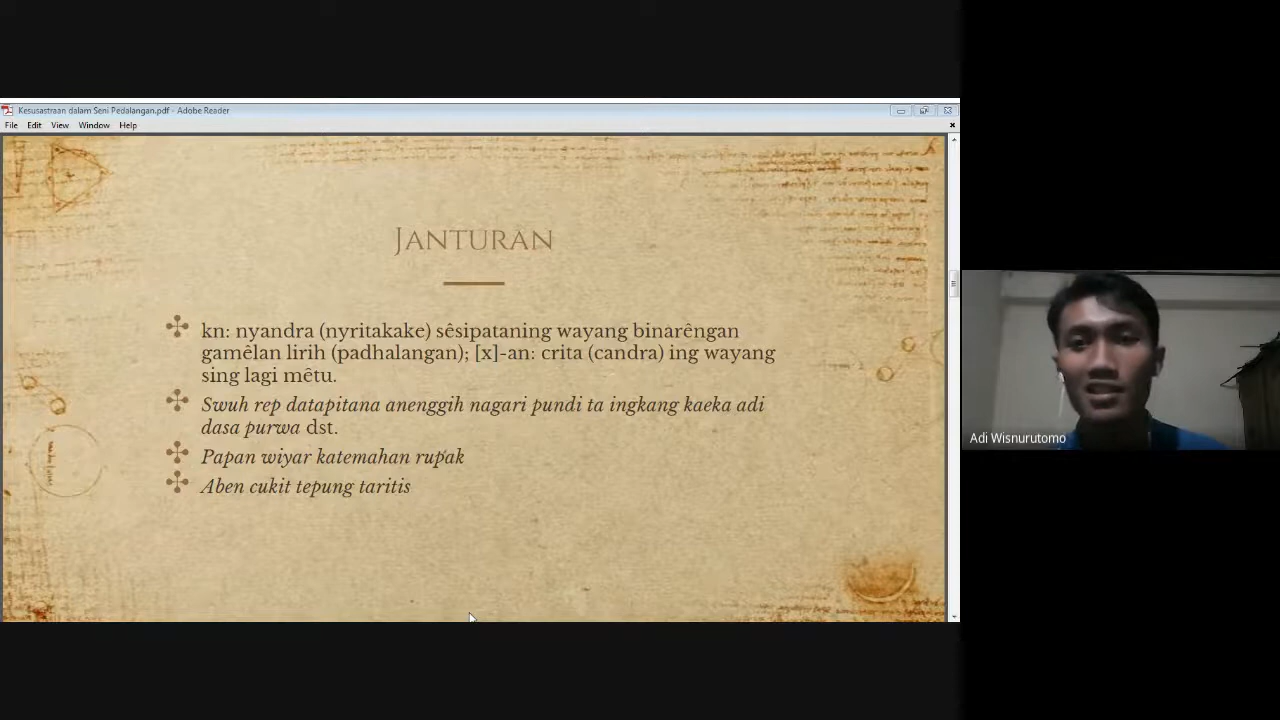 Kesusastraan dalam Seni Pedalangan.pdf - Adobe Reader
File Edit View Window Help
Janturan
kn: nyandra (nyritakake) sêsipataning wayang binarêngan
gamêlan lirih (padhalangan); [x]-an: crita (candra) ing wayang
sing lagi mêtu.
Swuh rep datapitana anenggih nagari pundi ta ingkang kaeka adi
dasa purwa dst.
Papan wiyar katemahan rupak
Aben cukit tepung taritis
Adi Wisnurutomo